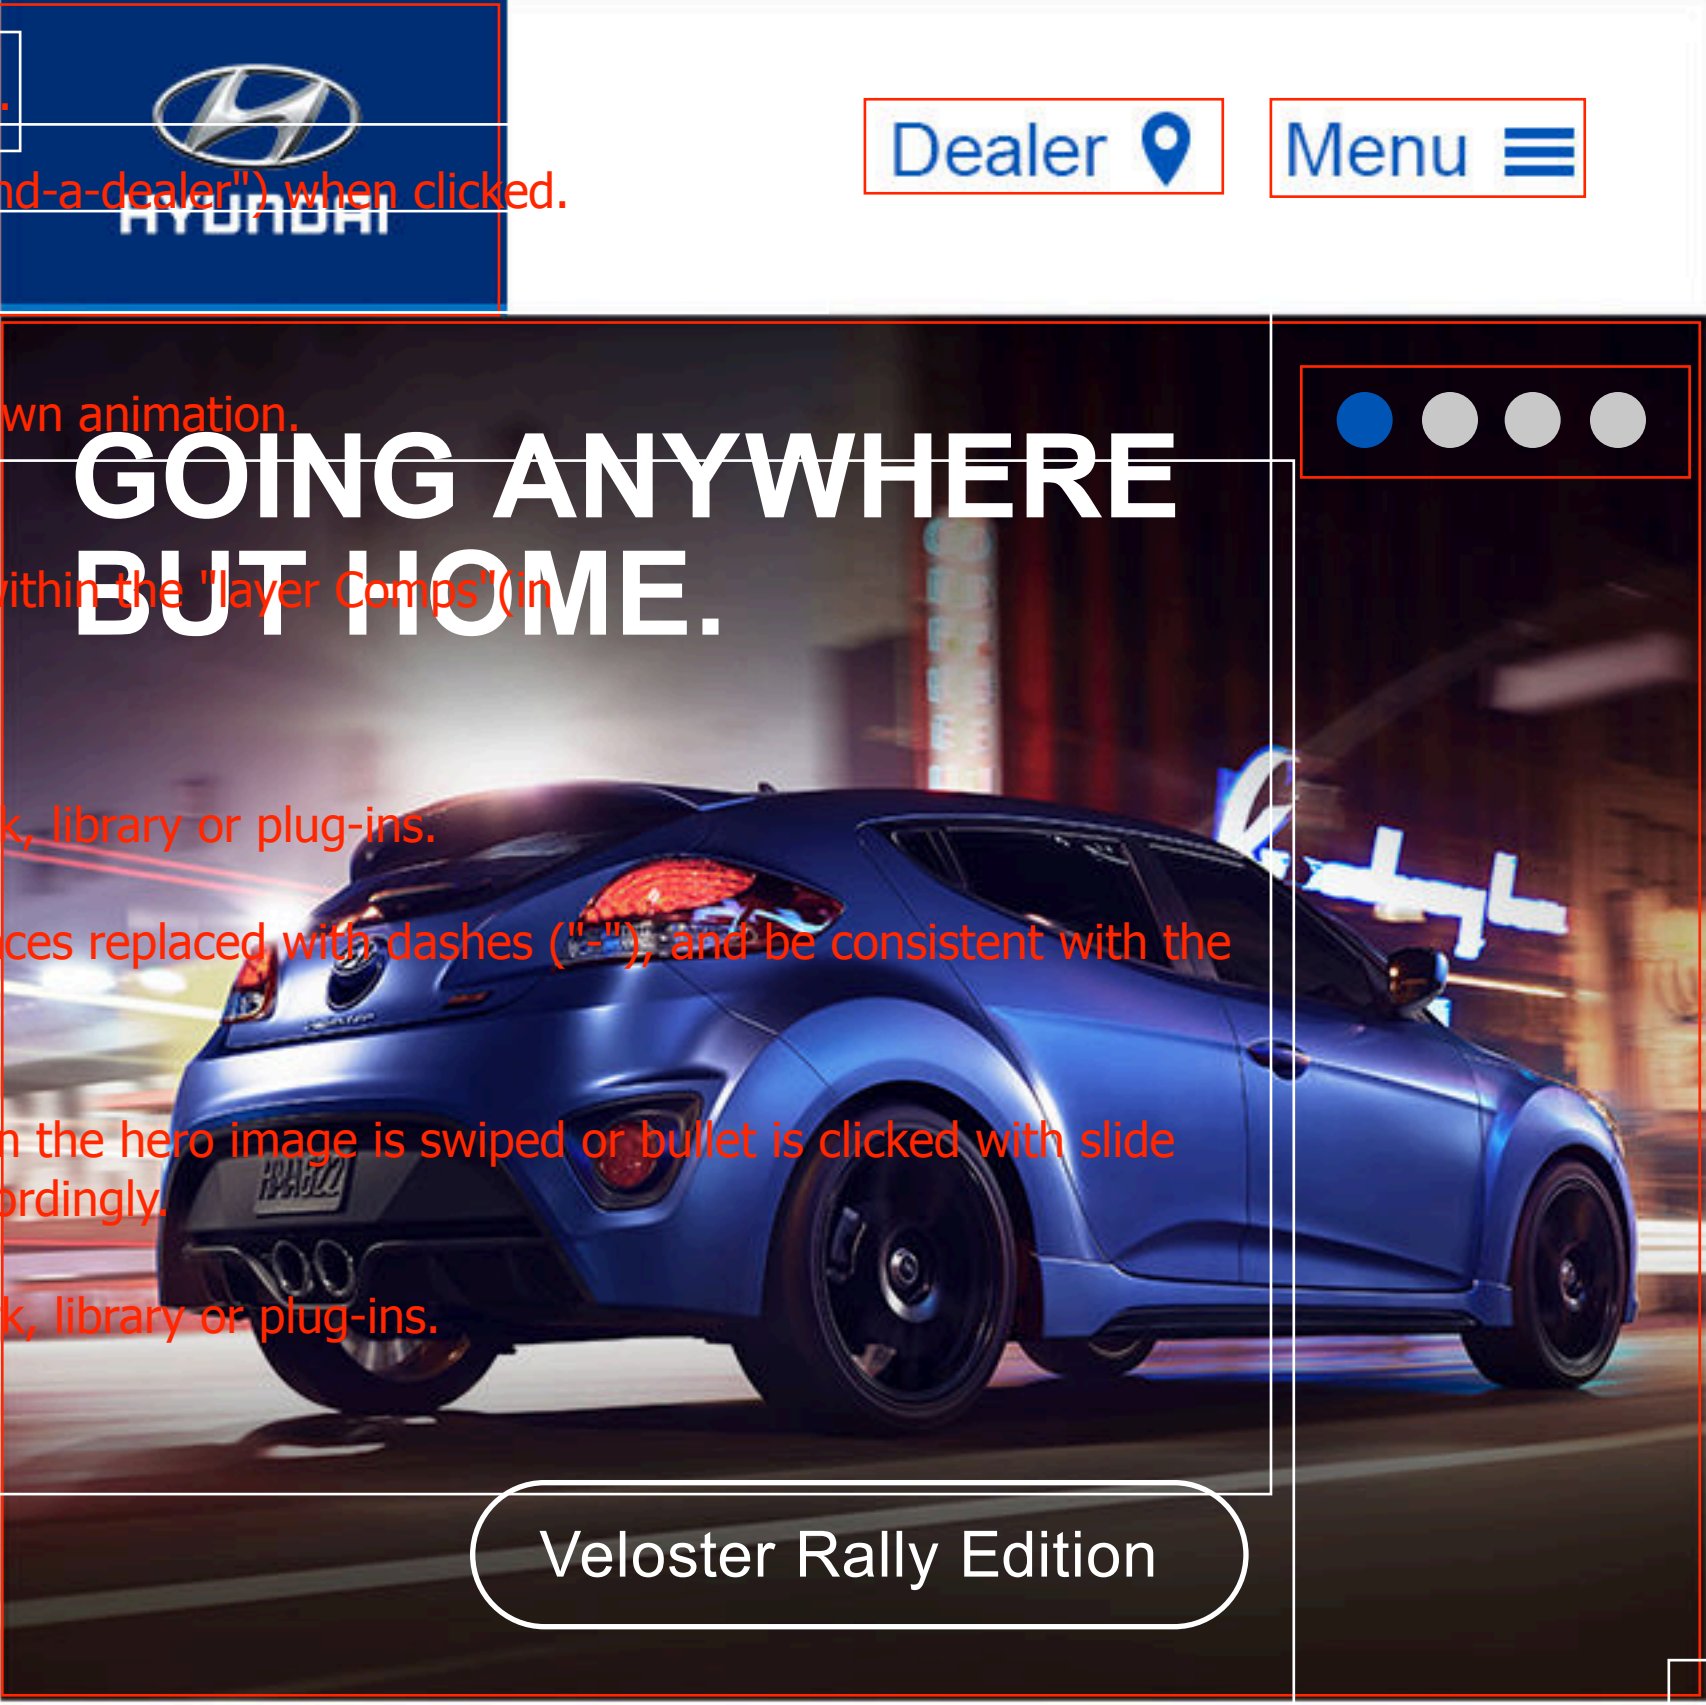 .
nd-a-dealer") when clicked.
HYUNDAI
Dealer
Menu
wn animation.
GOING ANYWHERE
BUT HOME.
within the "layer Comps"(in
k, library or plug-ins.
ces replaced with dashes ("-"), and be consistent with the
n the hero image is swiped or bullet is clicked with slide
ordingly.
k, library or plug-ins.
Veloster Rally Edition